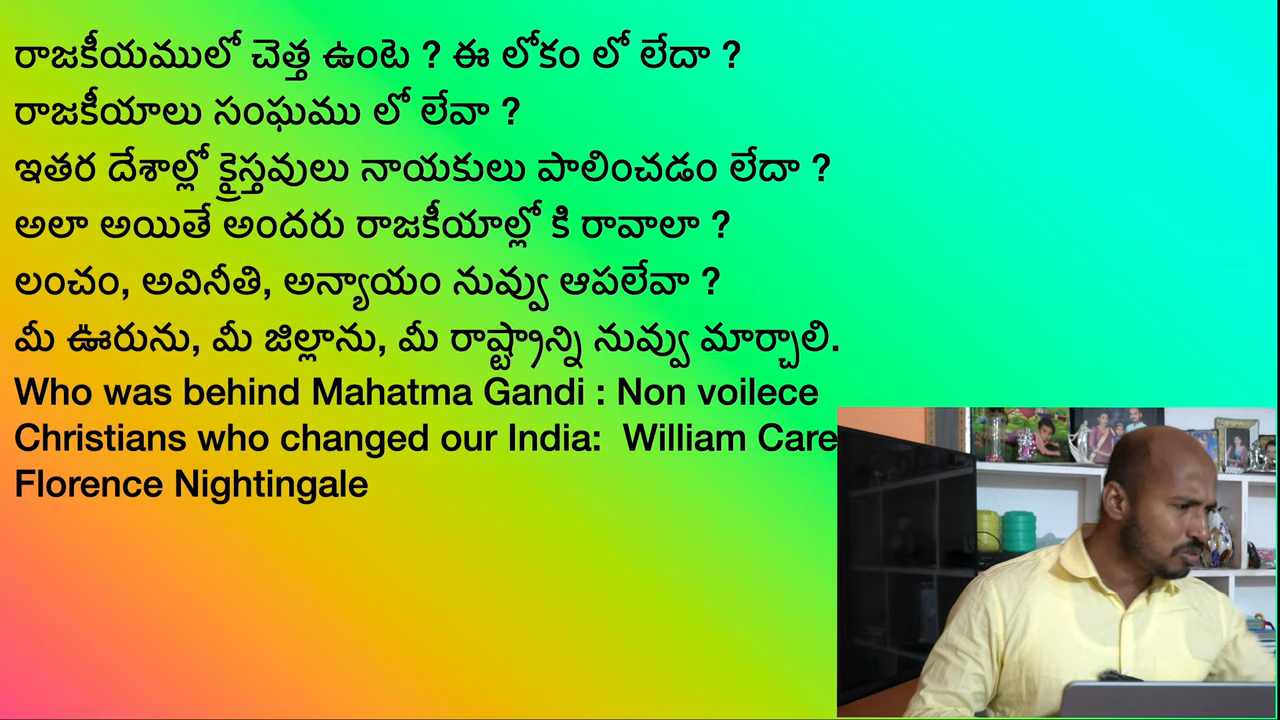 రాజకీయములో చెత్త ఉంటె ? ఈ లోకం లో లేదా ?
రాజకీయాలు సంఘము లో లేవా ?
ఇతర దేశాల్లో క్రైస్తవులు నాయకులు పాలించడం లేదా ?
అలా అయితే అందరు రాజకీయాల్లో కి రావాలా ?
లంచం, అవినీతి, అన్యాయం నువ్వు ఆపలేవా ?
మీ ఊరును, మీ జిల్లాను, మీ రాష్ట్రాన్ని నువ్వు మార్చాలి.
Who was behind Mahatma Gandi : Non voilece
Christians who changed our India:  William Care
Florence Nightingale